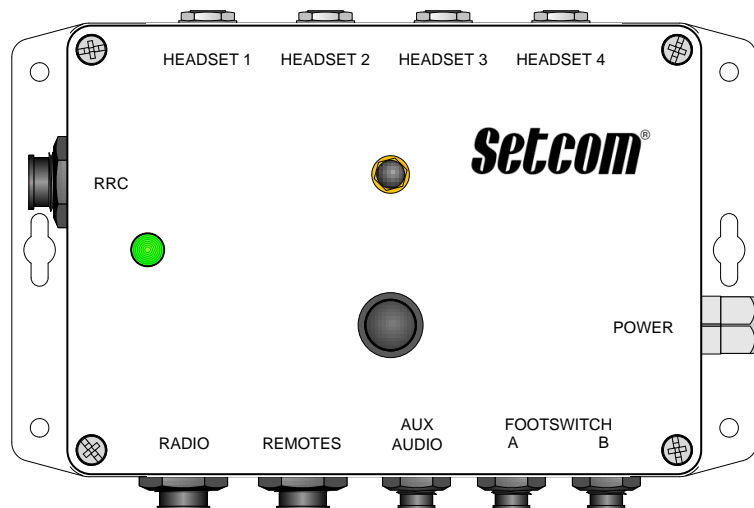 HEADSET 1 HEADSET 2 HEADSET 3 HEADSET 4
Setcom®
RRC
POWER
RADIO REMOTES AUX AUDIO FOOTSWITCH A B